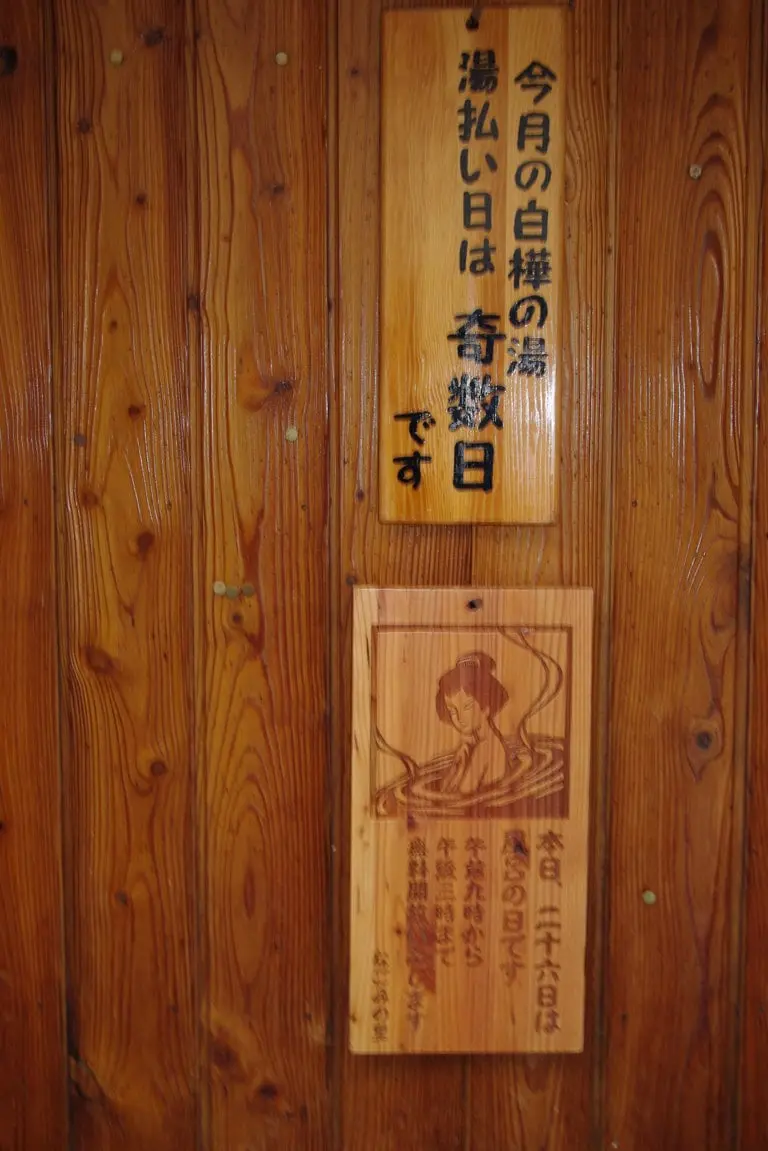 今月の白樺の湯
湯払い日は 奇数日
です
本日、二十六日は
風呂の日です
午前九時から
午後三時まで
無料開放いたします
なごみの里